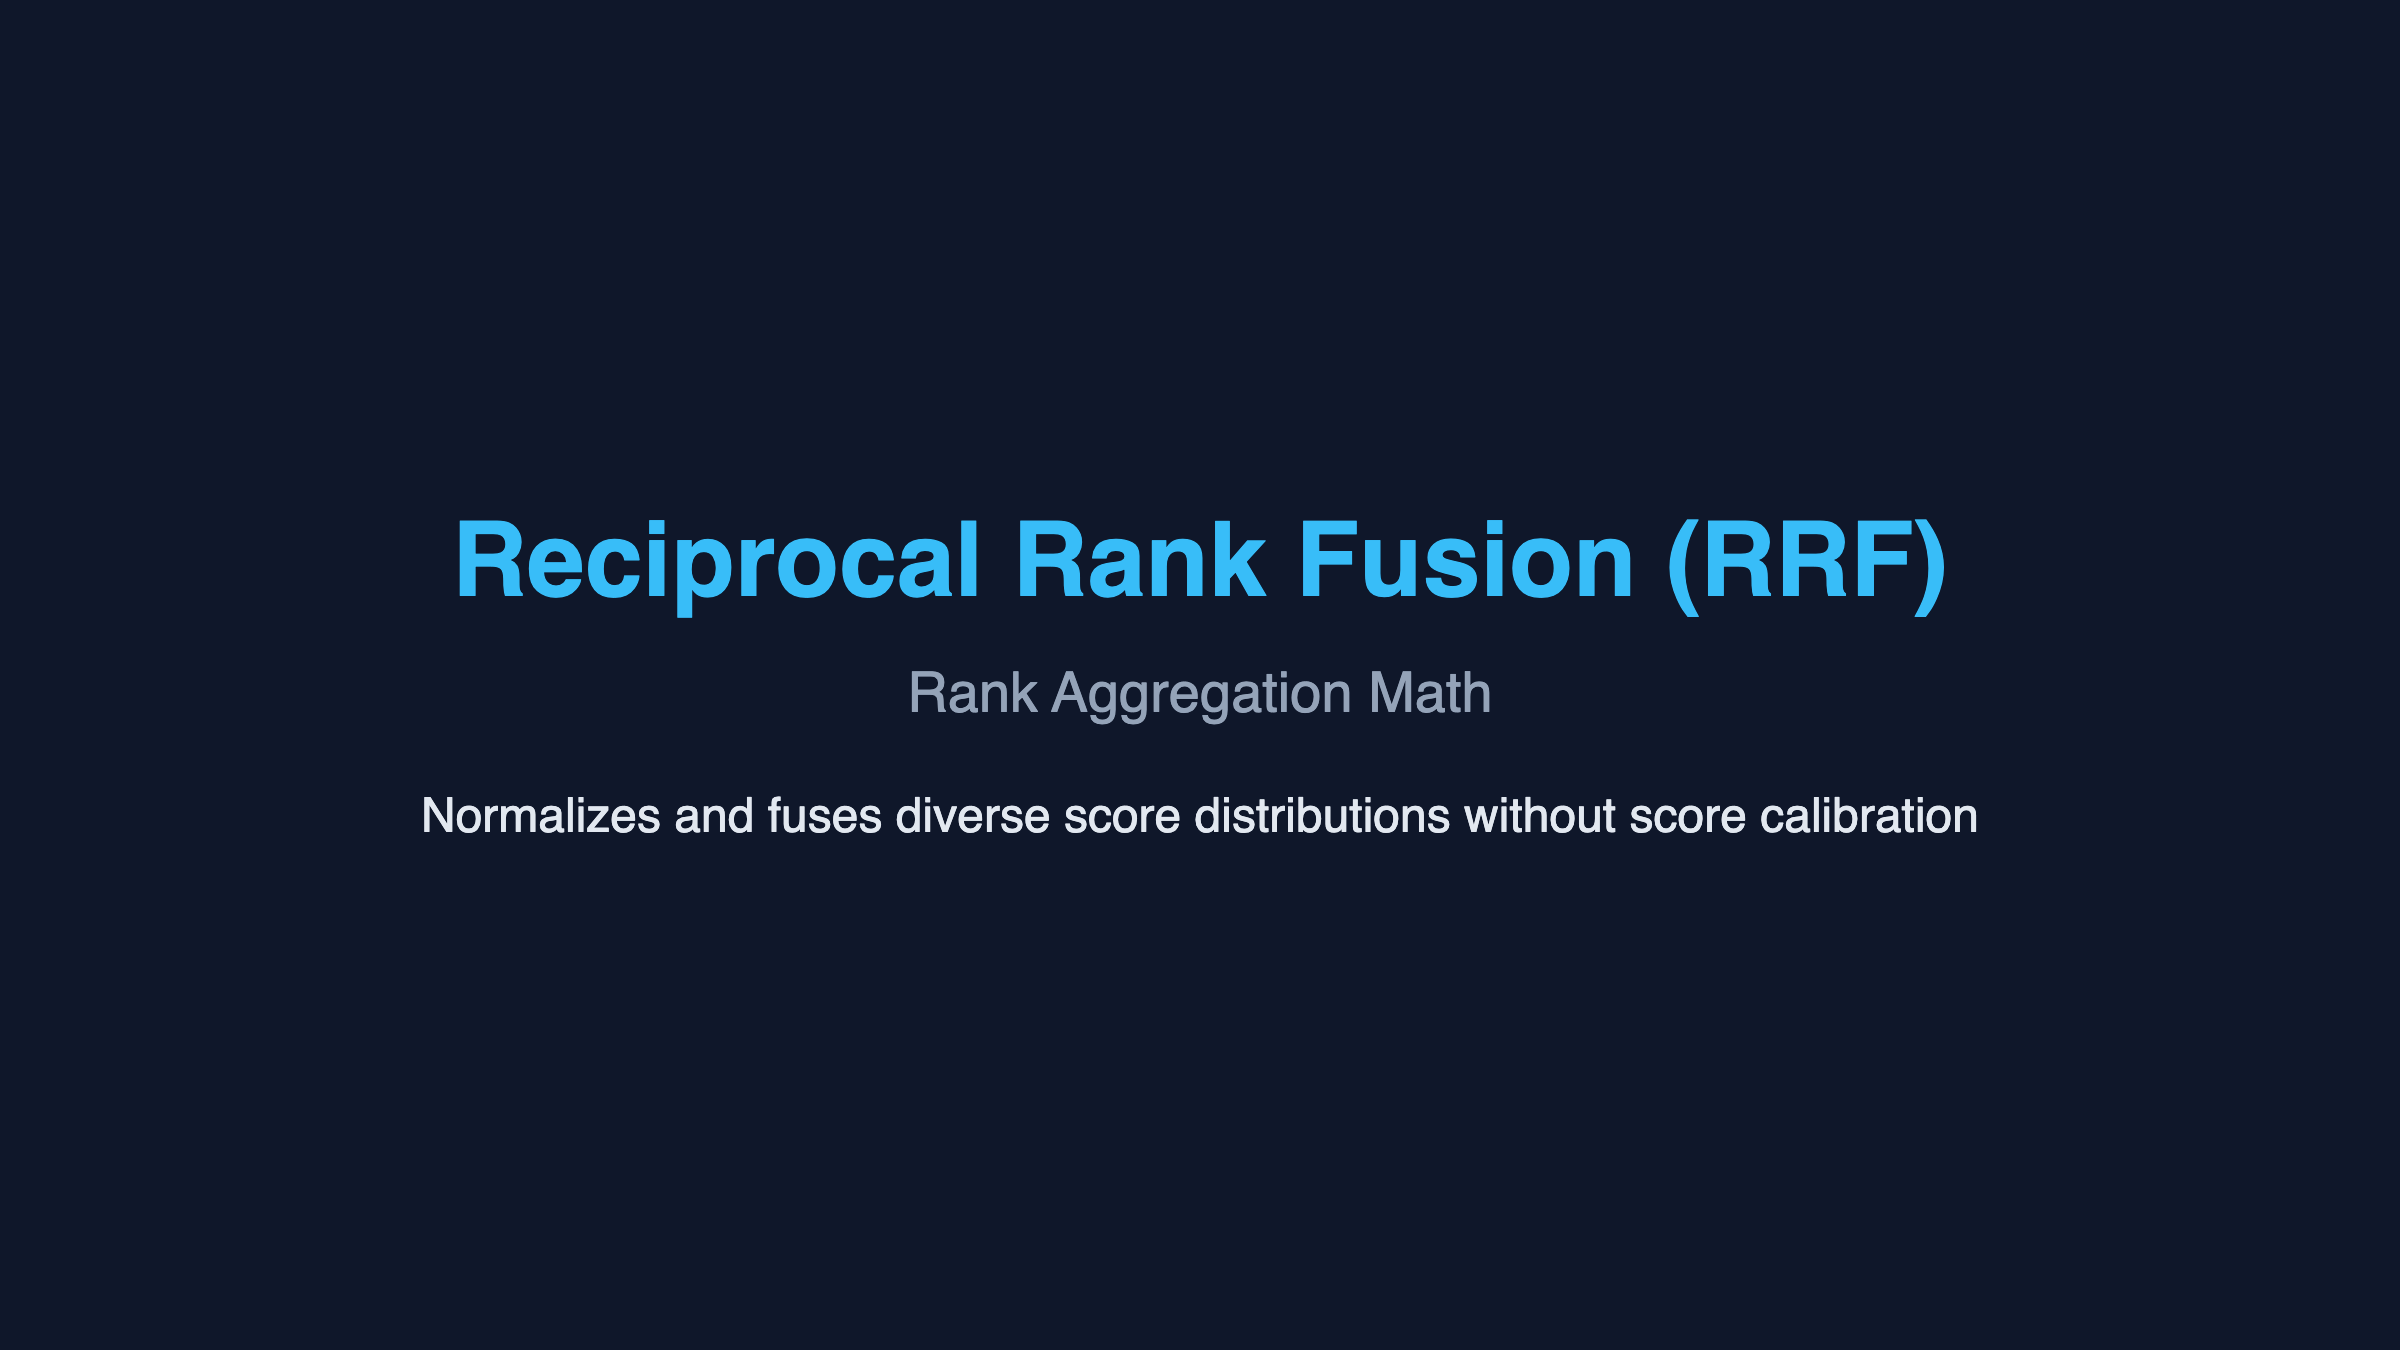 Reciprocal Rank Fusion (RRF)
Rank Aggregation Math
Normalizes and fuses diverse score distributions without score calibration